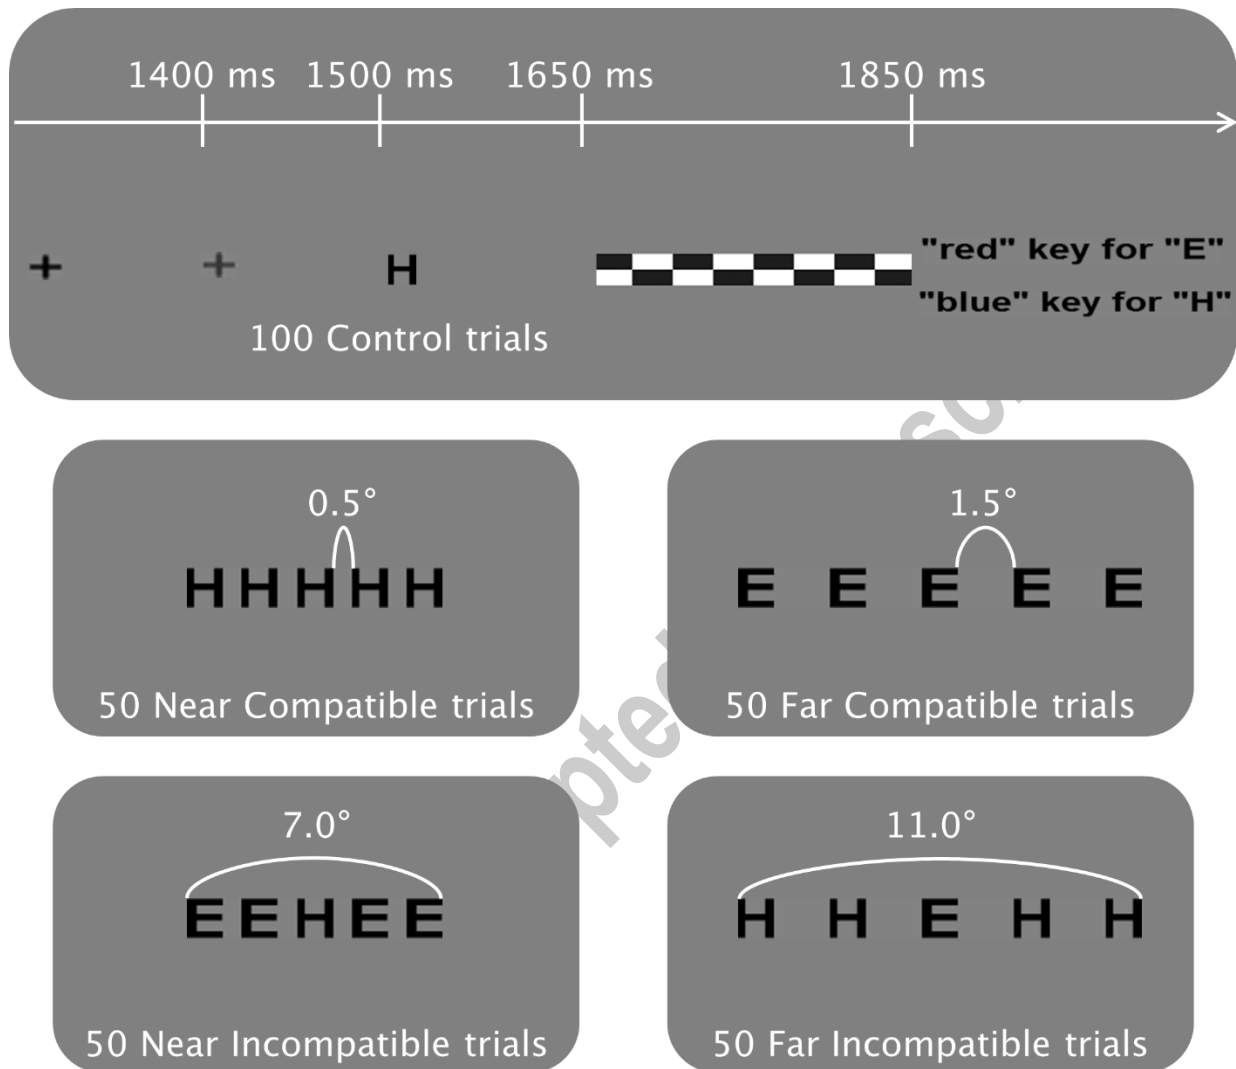 1400 ms 1500 ms 1650 ms 1850 ms
"red" key for "E"
H
"blue" key for "H"
100 Control trials
0.5°
HHHHH
50 Near Compatible trials
1.5°
E E E E E
50 Far Compatible trials
7.0°
EEHEE
50 Near Incompatible trials
11.0°
H H E H H
50 Far Incompatible trials